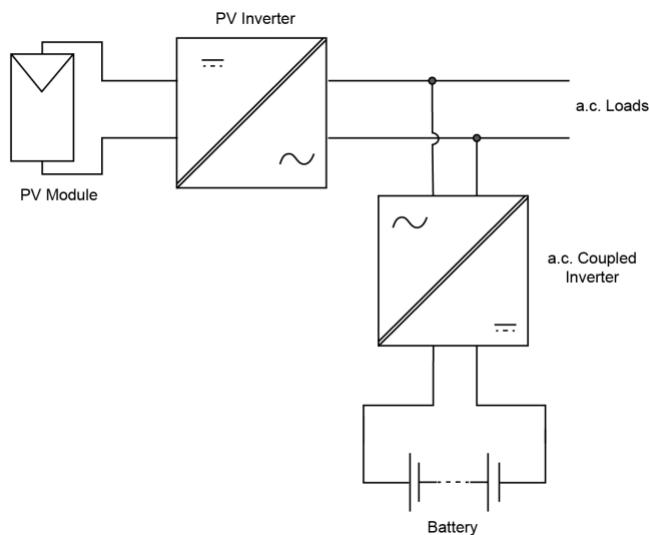 PV Inverter
a.c. Loads
PV Module
a.c. Coupled
Inverter
Battery